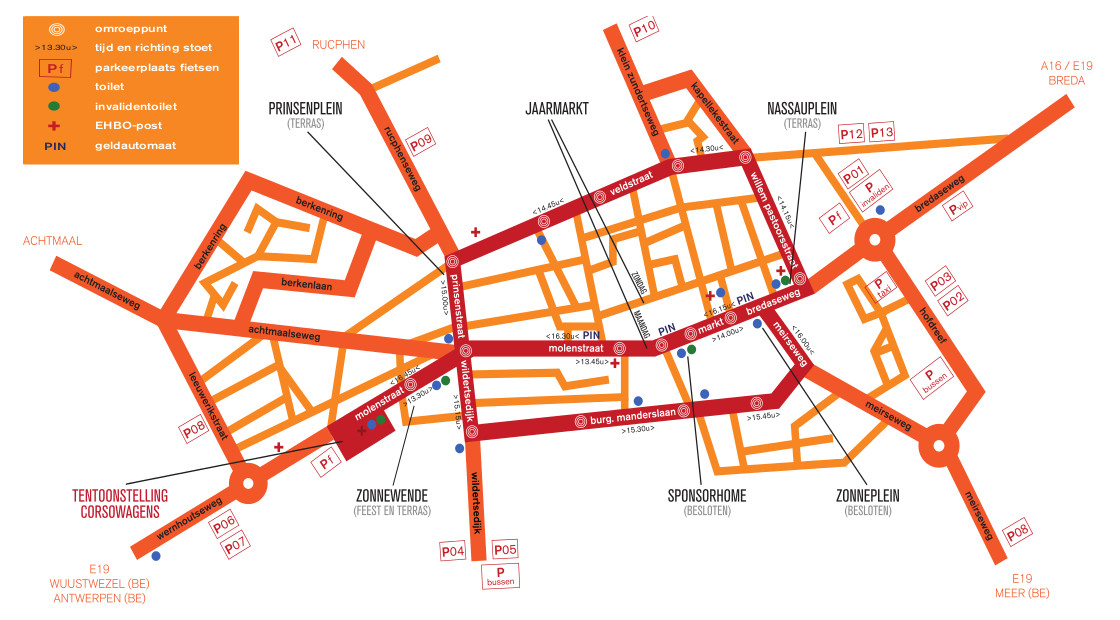 omroeppunt
>13.30u> tijd en richting stoet
Pf parkeerplaats fietsen
toilet
invalidentoilet
EHBO-post
PIN geldautomaat
P11
RUCPHEN
P10
A16 / E19
BREDA
PRINSENPLEIN
(TERRAS)
JAARMARKT
NASSAUPLEIN
(TERRAS)
klein zundertseweg
kapellekestraat
P12
P13
P09
rucphenseweg
<14.30u<
P01
P
invaliden
bredaseweg
Pvip
Pf
veldstraat
willem pastoorsstraat
<14.15u<
<14.45u<
berkenring
berkenring
ACHTMAAL
achtmaalseweg
berkenlaan
prinsenstraat
>15.00u>
ZONDAG
MAANDAG
P
taxi
P03
P02
hofdreef
<16.15u<
PIN
bredaseweg
markt
>14.00u>
PIN
<16.30u<
PIN
molenstraat
>13.45u>
<16.00u<
meirseweg
achtmaalseweg
leeuwerikstraat
<16.45u<
molenstraat
>13.30u>
wildertsedijk
>15.15u>
burg. manderslaan
>15.30u>
>15.45u>
P
bussen
meirseweg
P08
Pf
TENTOONSTELLING
CORSOWAGENS
ZONNEWENDE
(FEEST EN TERRAS)
SPONSORHOME
(BESLOTEN)
ZONNEPLEIN
(BESLOTEN)
wildertsedijk
wernhoutseweg
P06
P07
P04
P05
P
bussen
meirseweg
P08
E19
WUUSTWEZEL (BE)
ANTWERPEN (BE)
E19
MEER (BE)